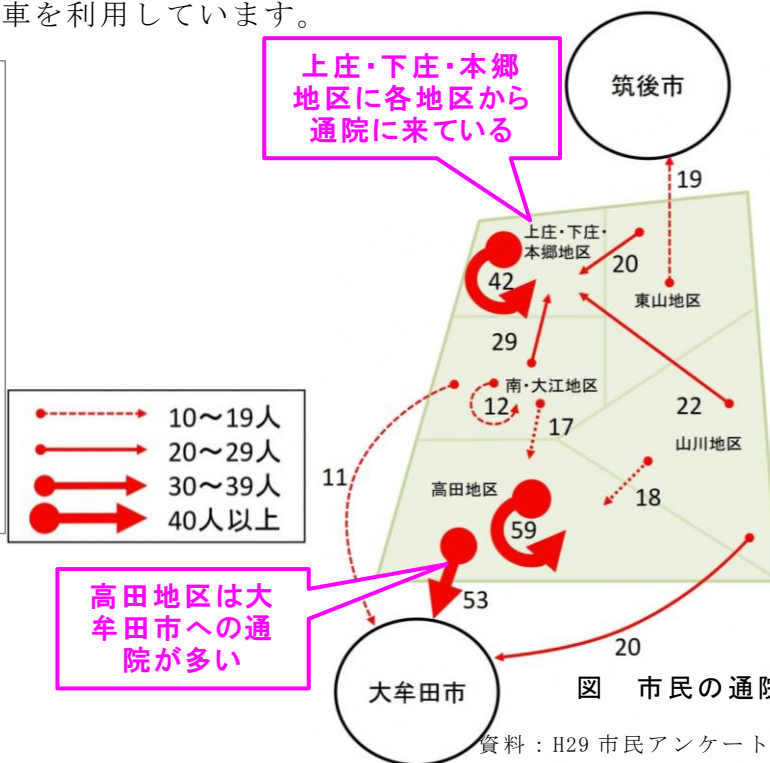 車を利用しています。
上庄・下庄・本郷
地区に各地区から
通院に来ている
筑後市
19
上庄・下庄・
本郷地区
20
42
東山地区
29
南・大江地区
12
17
22
山川地区
10～19人
20～29人
30～39人
40人以上
11
高田地区
18
59
高田地区は大
牟田市への通
院が多い
53
20
大牟田市
図 市民の通院
資料：H29 市民アンケート